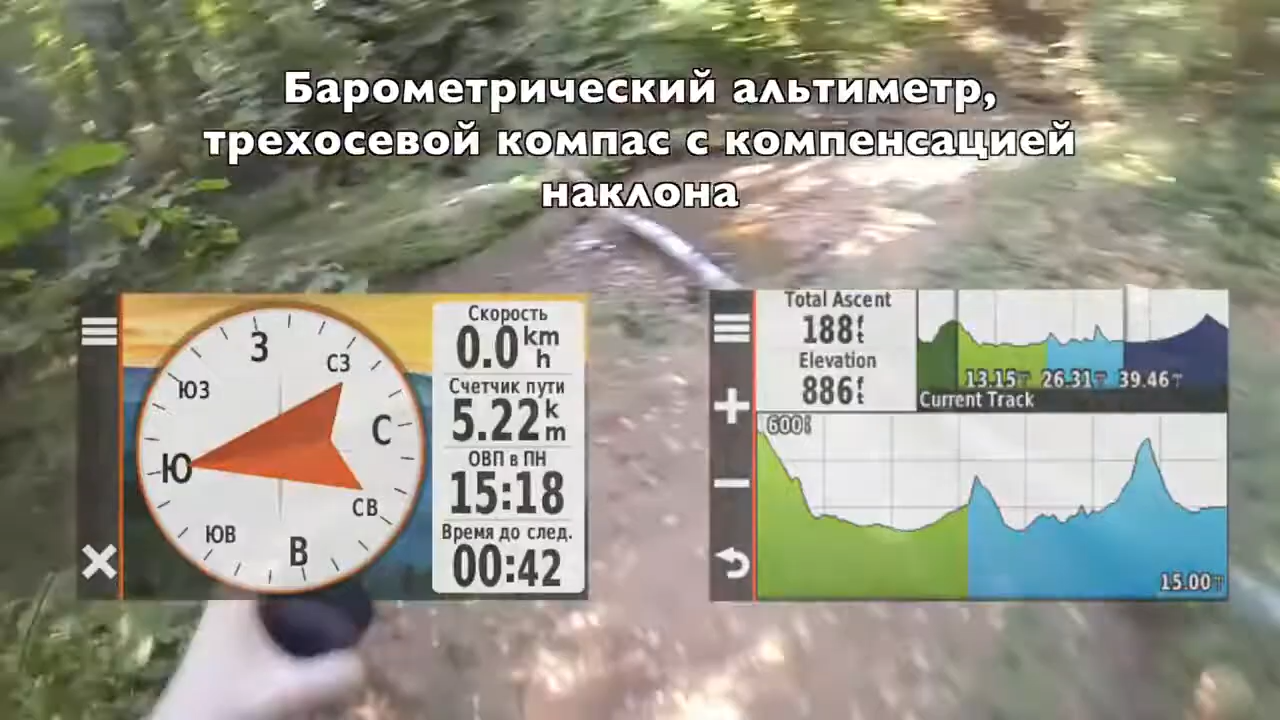 Барометрический альтиметр,
трехосевой компас с компенсацией
наклона
З
СЗ
С
СВ
В
ЮВ
Ю
ЮЗ
Скорость
0.0 km h
Счетчик пути
5.22 k m
ОВП в ПН
15:18
Время до след.
00:42
Total Ascent
188 f t
Elevation
886 f t
13.15 26.31 39.46
Current Track
600
15.00